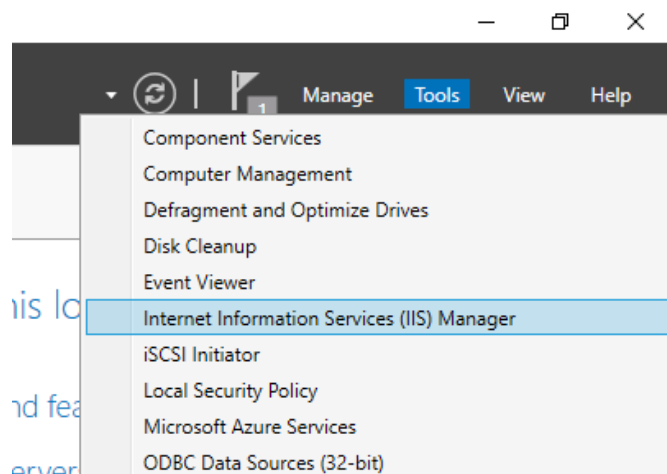 1
Manage Tools View Help
Component Services
Computer Management
Defragment and Optimize Drives
Disk Cleanup
Event Viewer
Internet Information Services (IIS) Manager
iSCSI Initiator
Local Security Policy
Microsoft Azure Services
ODBC Data Sources (32-bit)